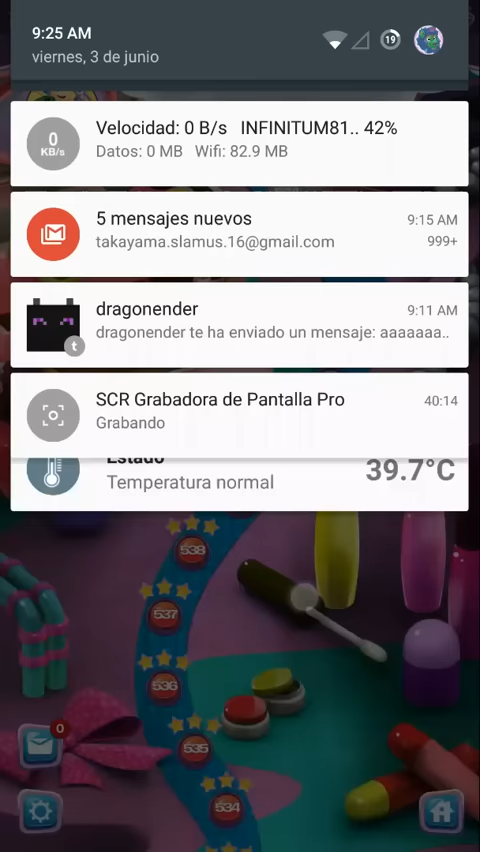 9:25 AM
viernes, 3 de junio
19
Velocidad: 0 B/s INFINITUM81.. 42%
0
KB/s
Datos: 0 MB Wifi: 82.9 MB
5 mensajes nuevos 9:15 AM
takayama.slamus.16@gmail.com 999+
dragonender 9:11 AM
dragonender te ha enviado un mensaje: aaaaaaa..
t
SCR Grabadora de Pantalla Pro 40:14
Grabando
Estado
Temperatura normal 39.7°C
538
537
536
0
535
534